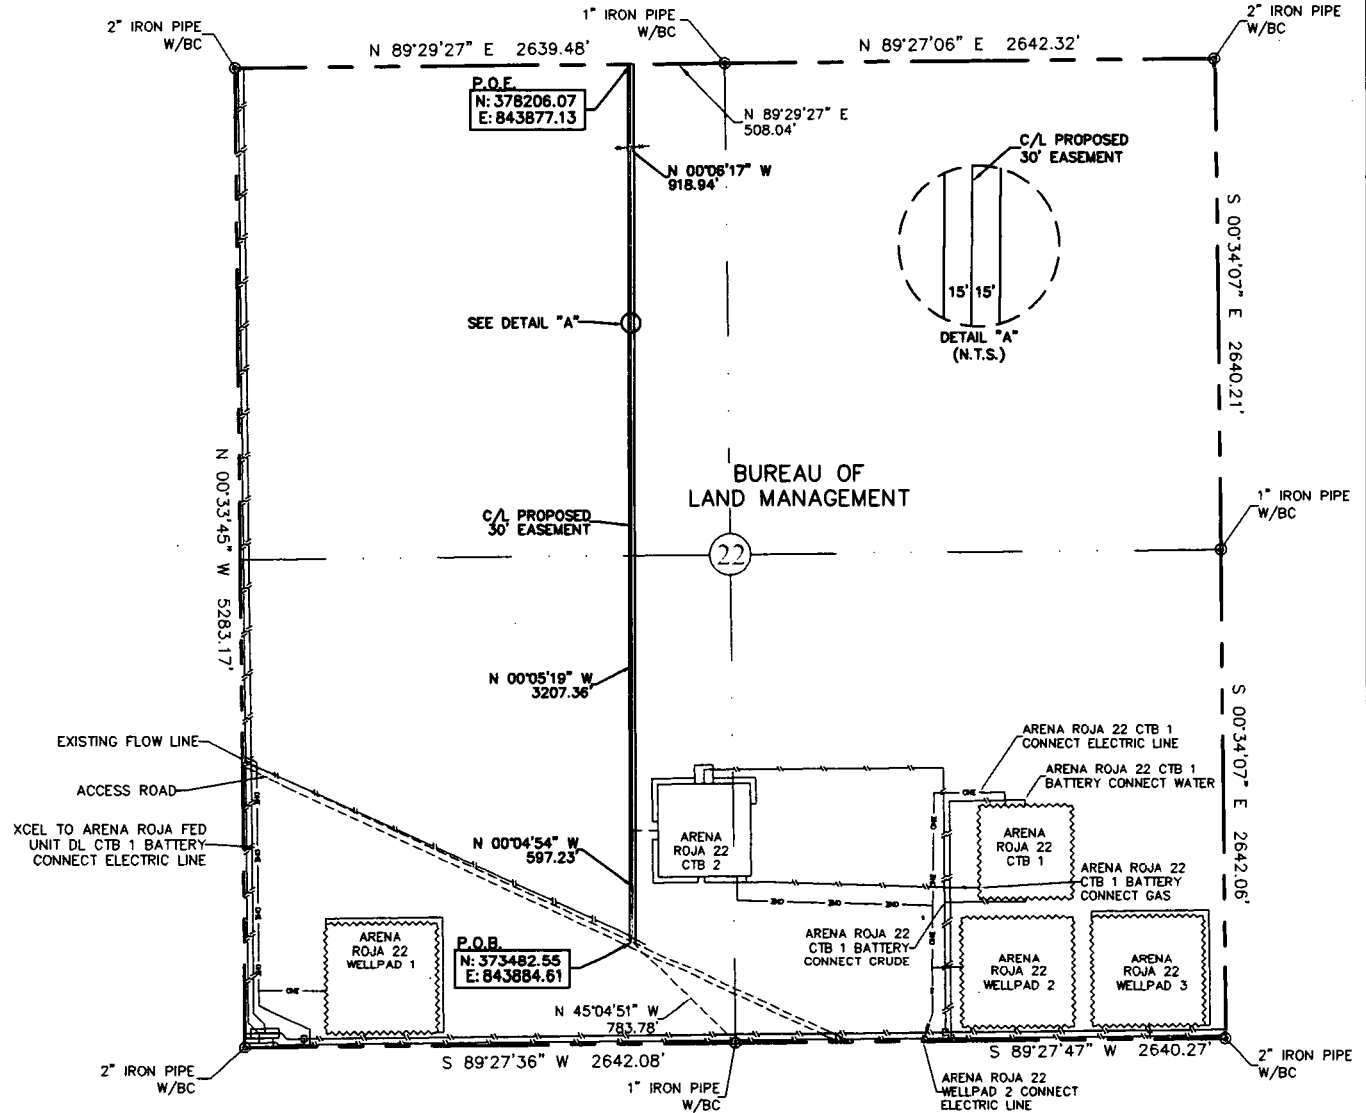 2" IRON PIPE
W/BC
N 89°29'27" E 2639.48'
1" IRON PIPE
W/BC
N 89°27'06" E 2642.32'
2" IRON PIPE
W/BC
P.O.E.
N: 378206.07
E: 843877.13
N 89°29'27" E
508.04'
C/L PROPOSED
30' EASEMENT
N 00°06'17" W
918.94'
15' 15'
DETAIL "A"
(N.T.S.)
SEE DETAIL "A"
S 00°34'07" E 2640.21'
BUREAU OF
LAND MANAGEMENT
1" IRON PIPE
W/BC
N 00°33'45" W 5283.17'
C/L PROPOSED
30' EASEMENT
22
N 00°05'19" W
3207.36'
S 00°34'07" E 2642.06'
EXISTING FLOW LINE
ACCESS ROAD
XCEL TO ARENA ROJA FED
UNIT DL CTB 1 BATTERY
CONNECT ELECTRIC LINE
ARENA ROJA 22 CTB 1
CONNECT ELECTRIC LINE
ARENA ROJA 22 CTB 1
BATTERY CONNECT WATER
OHE
OHE
OHE
OHE
ARENA
ROJA 22
CTB 2
ARENA
ROJA 22
CTB 1
N 00°04'54" W
597.23'
ARENA ROJA 22
CTB 1 BATTERY
CONNECT GAS
OHE
OHE
OHE
OHE
OHE
OHE
ARENA ROJA 22
CTB 1 BATTERY
CONNECT CRUDE
ARENA
ROJA 22
WELLPAD 1
P.O.B.
N: 373482.55
E: 843884.61
ARENA
ROJA 22
WELLPAD 2
ARENA
ROJA 22
WELLPAD 3
N 45°04'51" W
783.78'
S 89°27'36" W 2642.08'
S 89°27'47" W 2640.27'
2" IRON PIPE
W/BC
1" IRON PIPE
W/BC
ARENA ROJA 22
WELLPAD 2 CONNECT
ELECTRIC LINE
2" IRON PIPE
W/BC